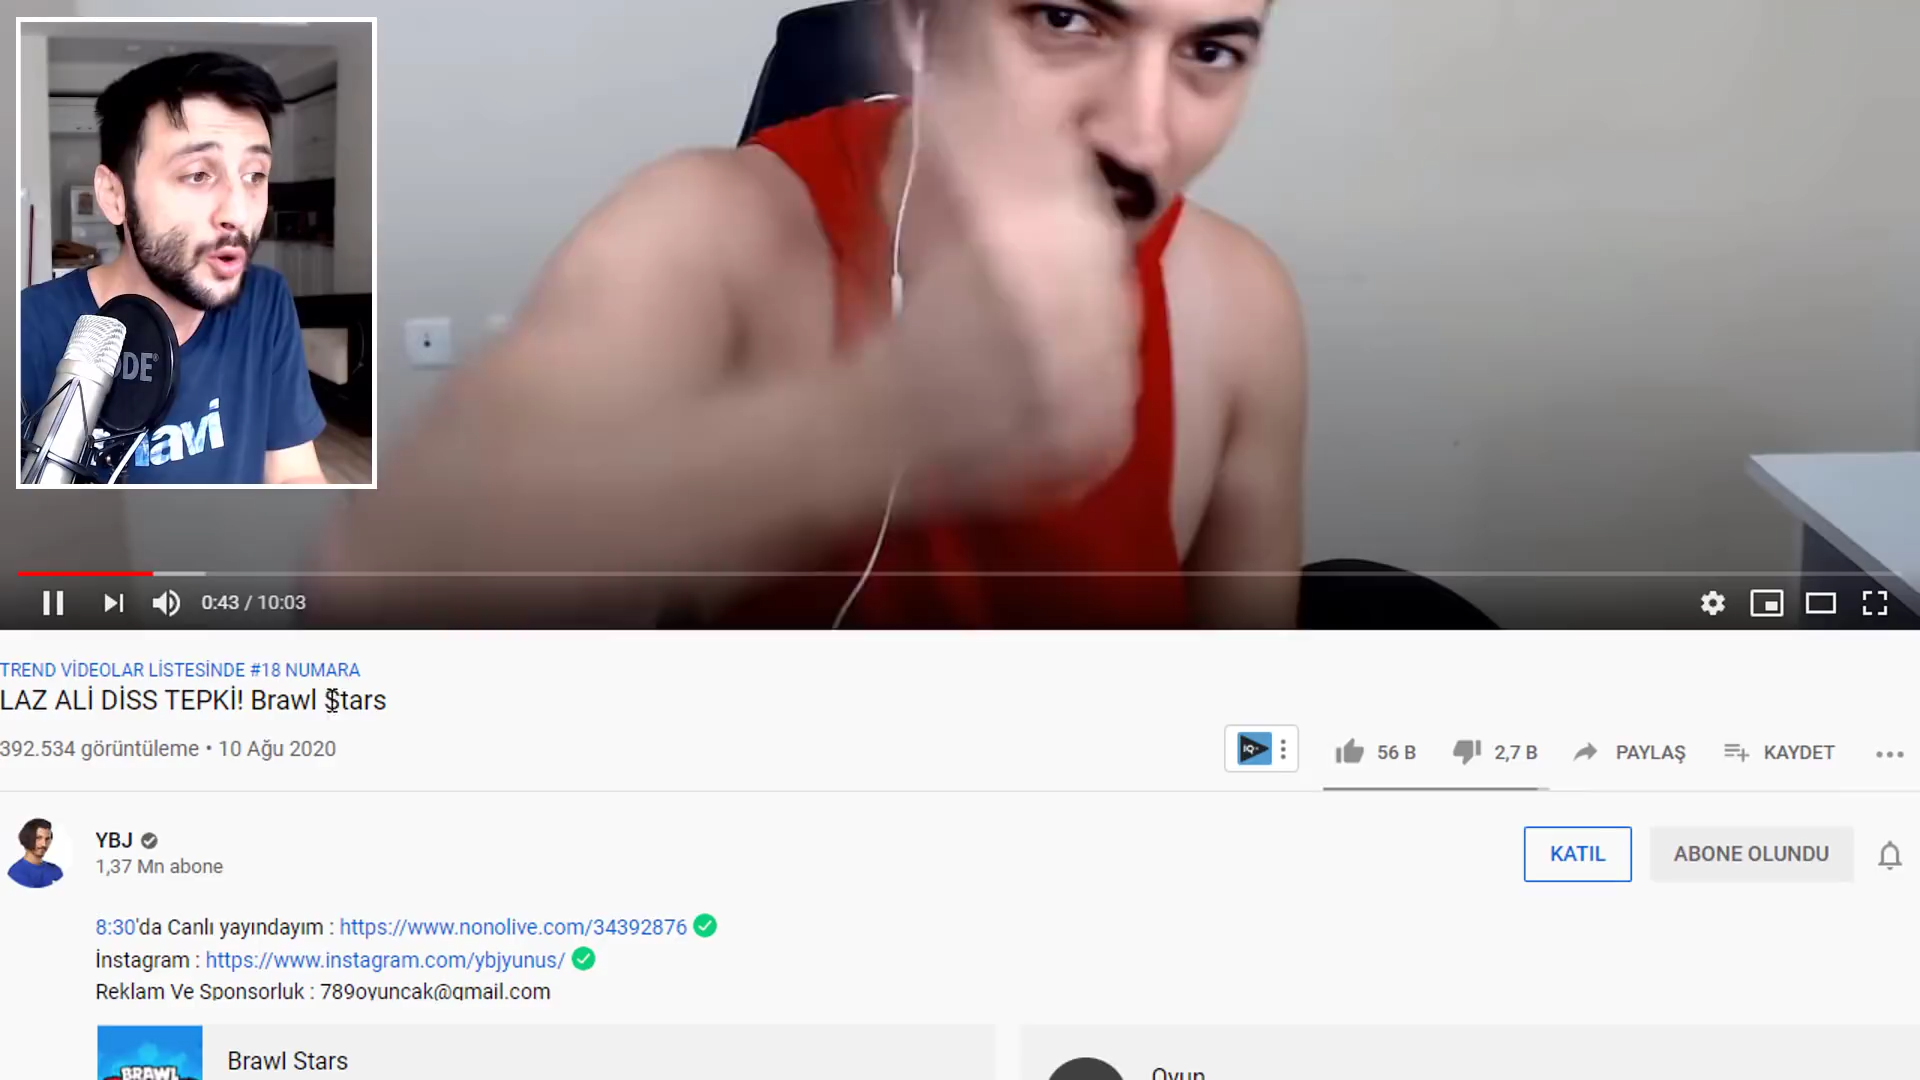 DE®
avi
0:43 / 10:03
TREND VİDEOLAR LİSTESİNDE #18 NUMARA
LAZ ALİ DİSS TEPKİ! Brawl Stars
392.534 görüntüleme • 10 Ağu 2020
IQ
56 B
2,7 B
PAYLAŞ
KAYDET
YBJ
1,37 Mn abone
KATIL
ABONE OLUNDU
8:30'da Canlı yayındayım : https://www.nonolive.com/34392876
İnstagram : https://www.instagram.com/ybjyunus/
Reklam Ve Sponsorluk : 789oyuncak@gmail.com
BRAWL
Brawl Stars
Oyun